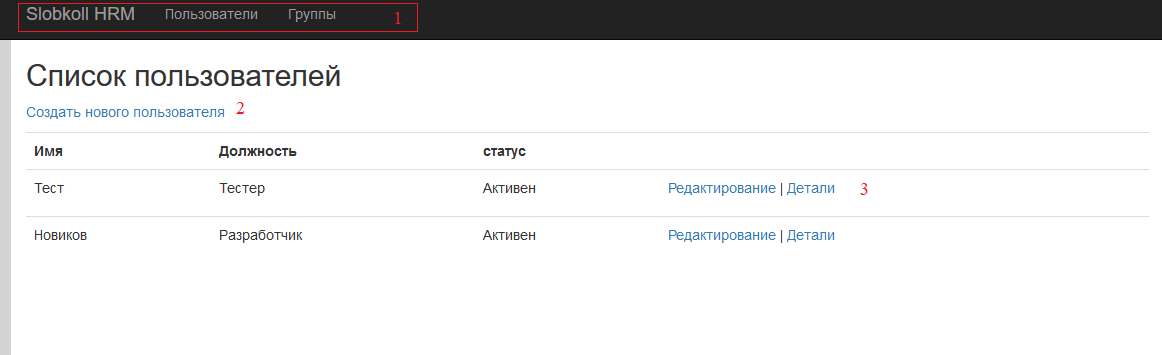 Slobkoll HRM Пользователи Группы 1
Список пользователей
Создать нового пользователя 2
Имя Должность статус
Тест Тестер Активен Редактирование | Детали 3
Новиков Разработчик Активен Редактирование | Детали